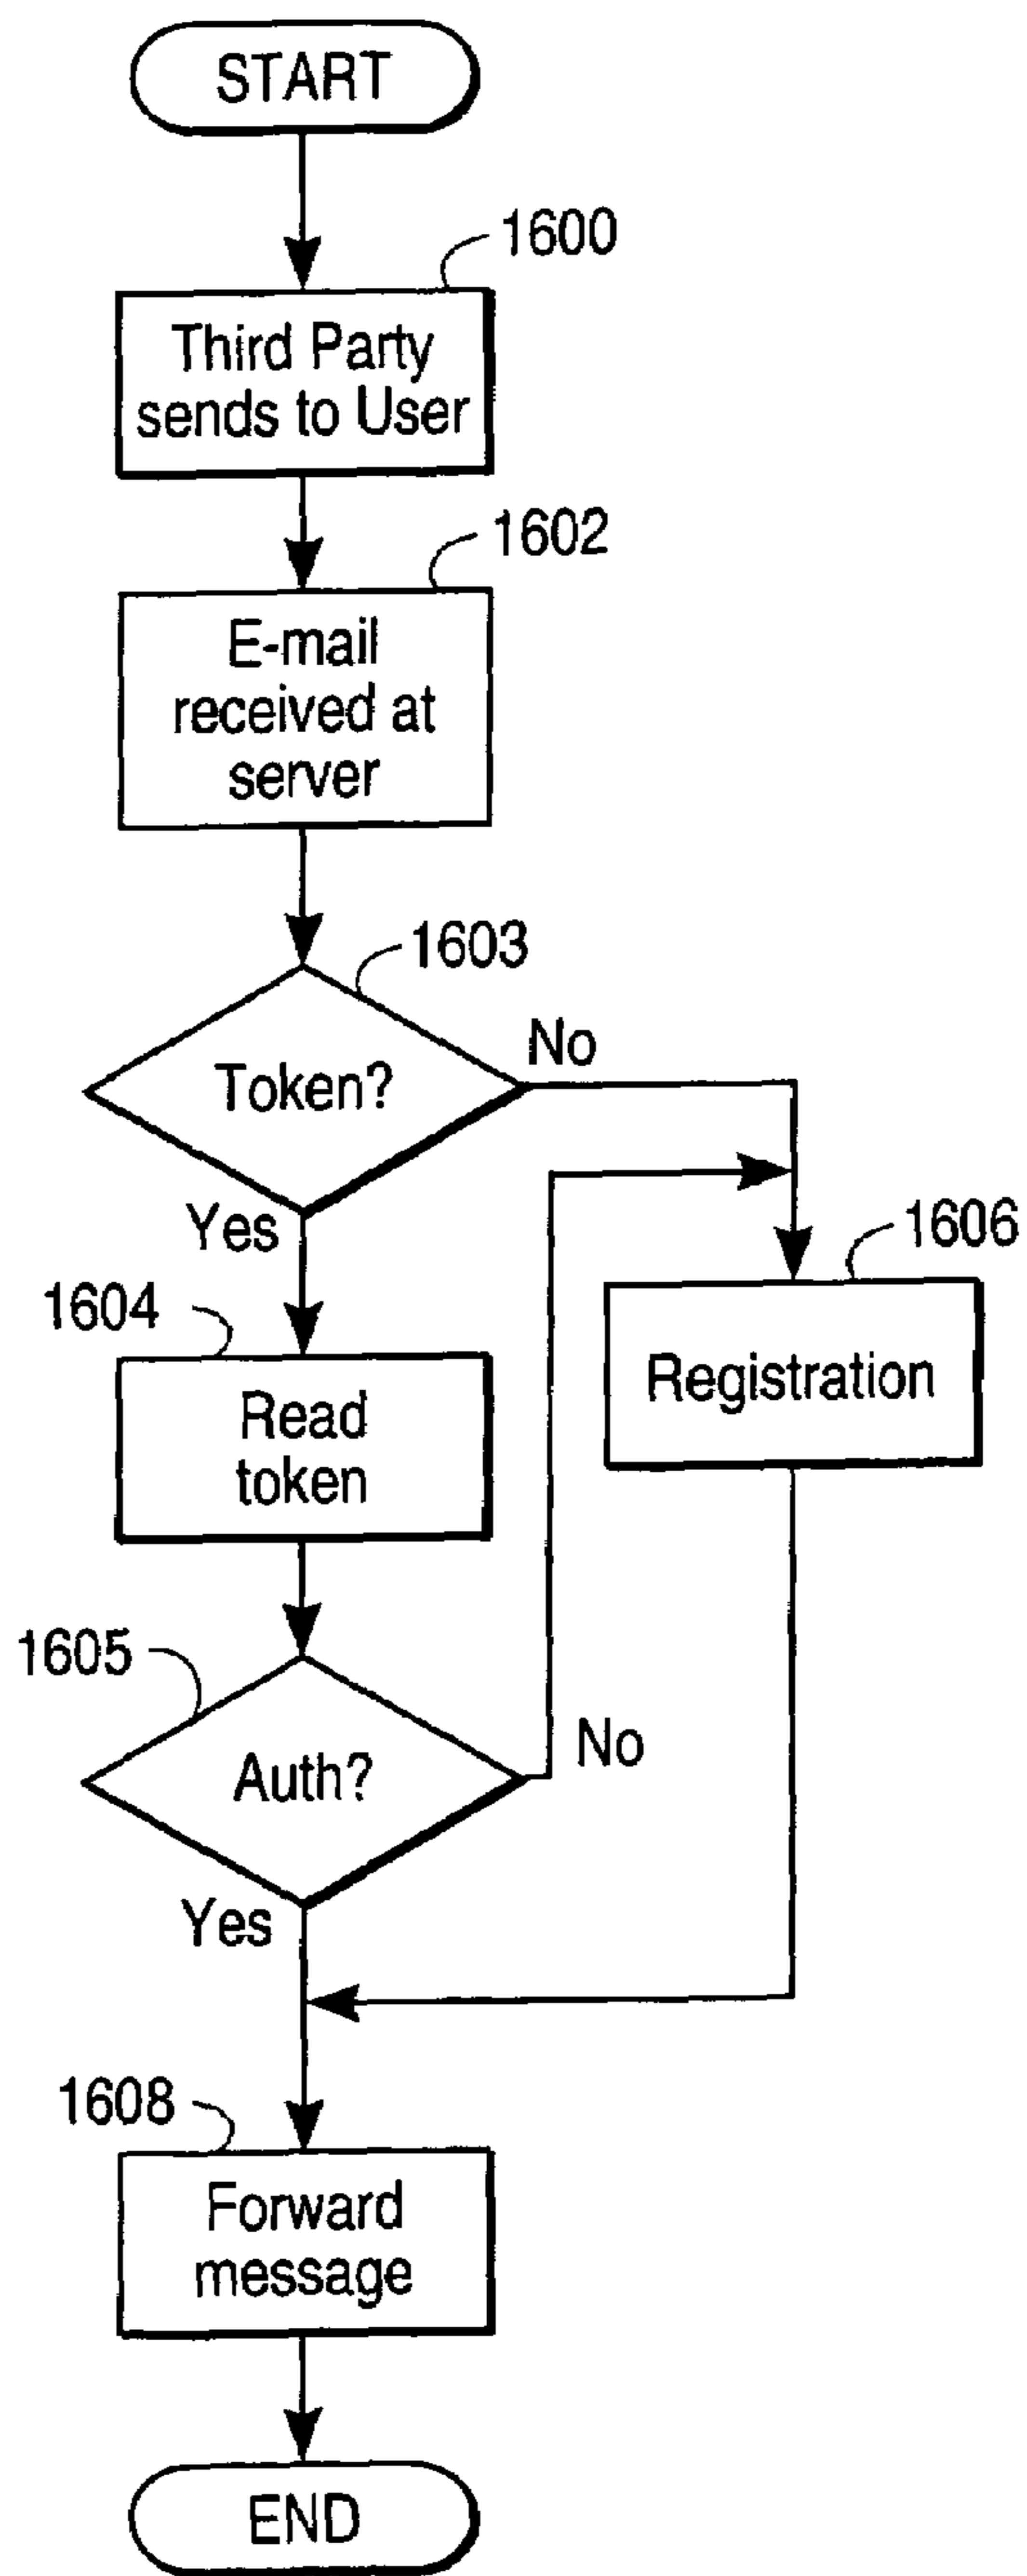 START
1600
Third Party
sends to User
1602
E-mail
received at
server
1603
Token?
No
Yes
1604
Read
token
1606
Registration
1605
Auth?
No
Yes
1608
Forward
message
END